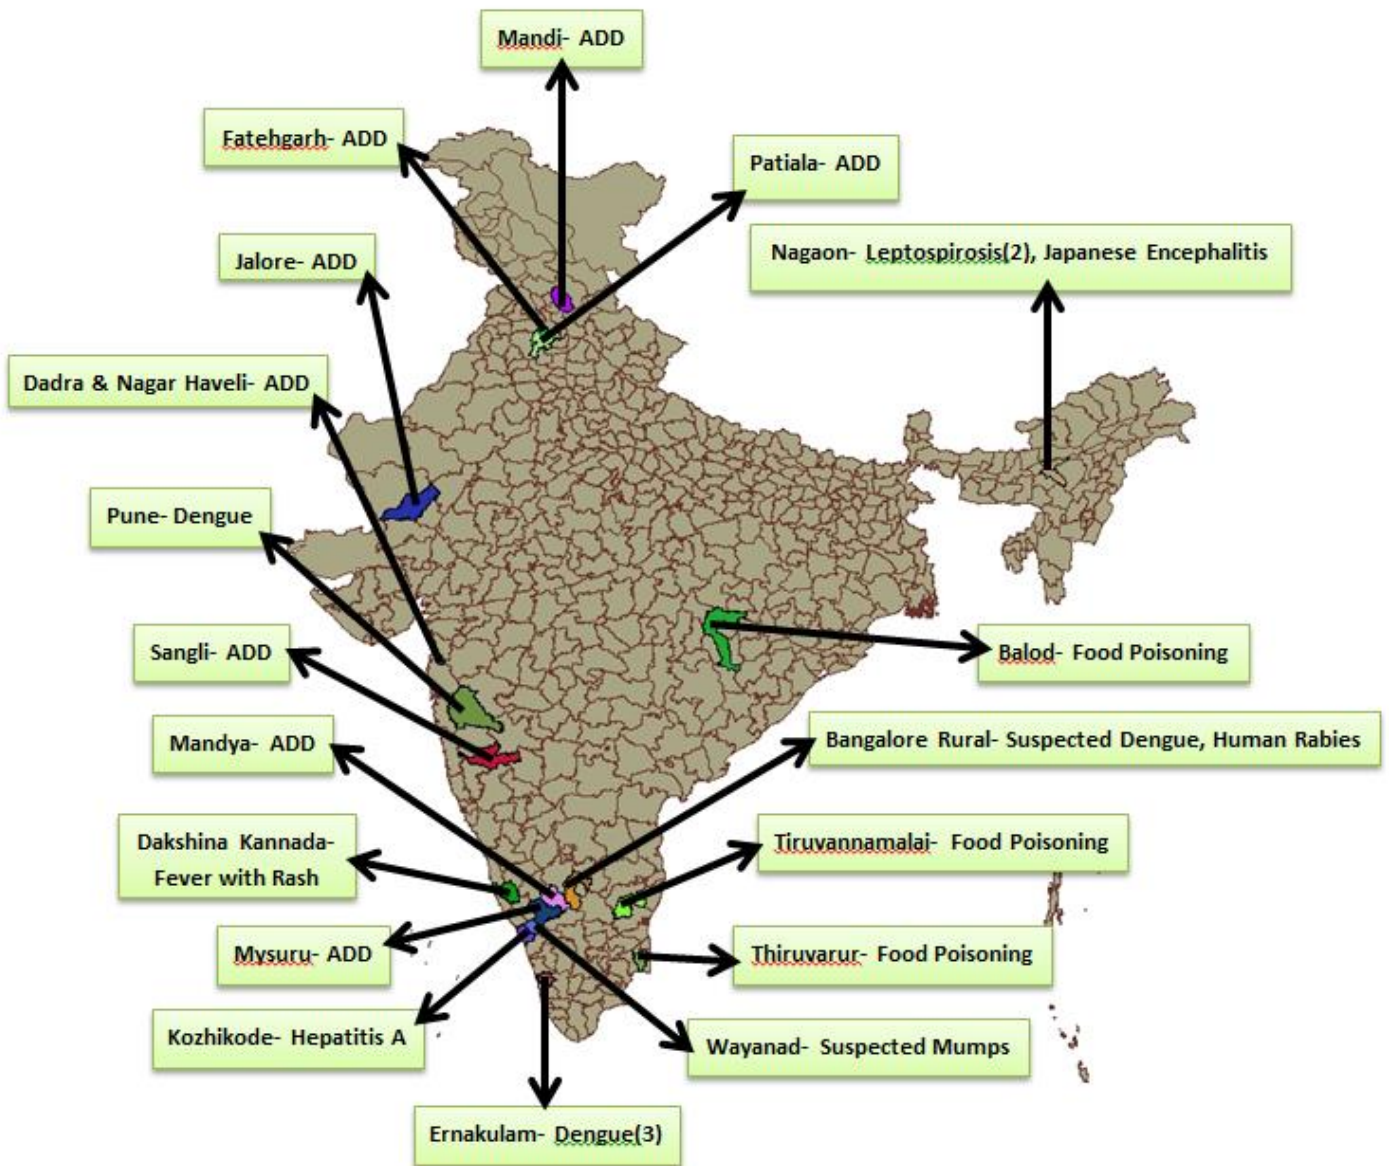 Mandi- ADD
Fatehgarh- ADD
Patiala- ADD
Nagaon- Leptospirosis(2), Japanese Encephalitis
Jalore- ADD
Dadra & Nagar Haveli- ADD
Pune- Dengue
Sangli- ADD
Balod- Food Poisoning
Mandya- ADD
Bangalore Rural- Suspected Dengue, Human Rabies
Dakshina Kannada-
Fever with Rash
Tiruvannamalai- Food Poisoning
Mysuru- ADD
Thiruvarur- Food Poisoning
Kozhikode- Hepatitis A
Wayanad- Suspected Mumps
Ernakulam- Dengue(3)